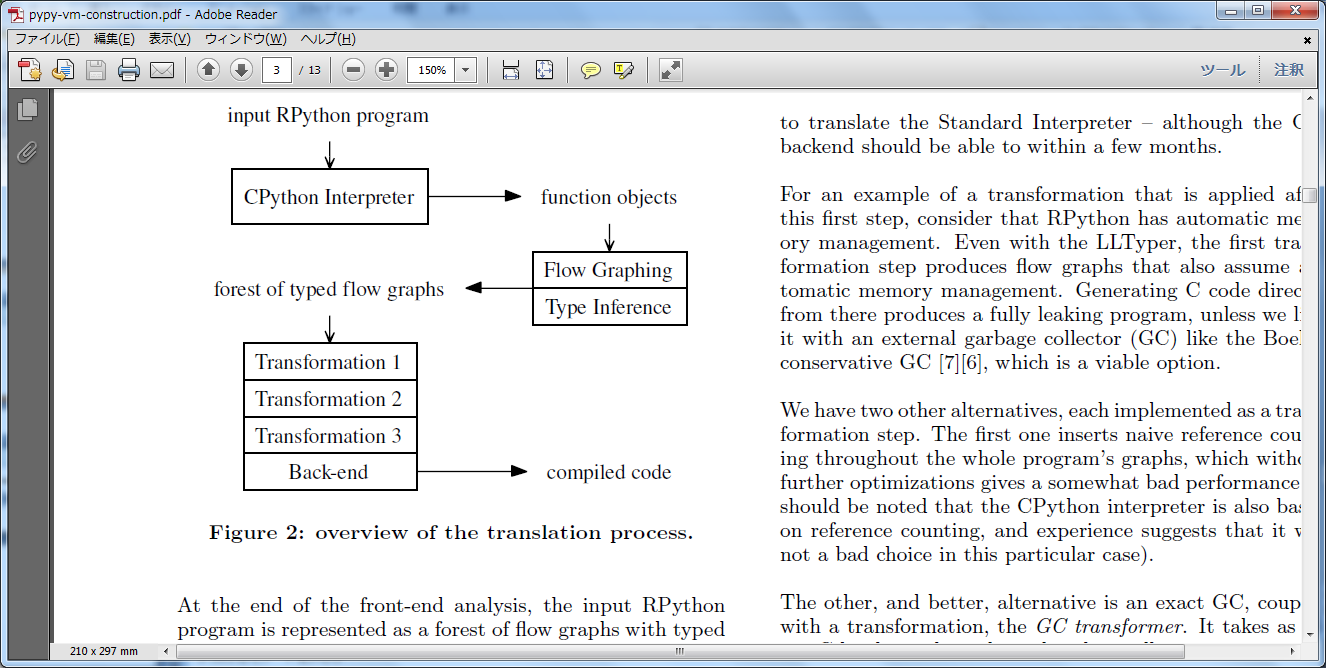 pypy-vm-construction.pdf - Adobe Reader
ファイル(F) 編集(E) 表示(V) ウィンドウ(W) ヘルプ(H)
3 / 13 150% ツール 注釈
input RPython program
CPython Interpreter
function objects
Flow Graphing
Type Inference
forest of typed flow graphs
Transformation 1
Transformation 2
Transformation 3
Back-end
compiled code
Figure 2: overview of the translation process.
At the end of the front-end analysis, the input RPython
program is represented as a forest of flow graphs with typed
to translate the Standard Interpreter – although the
backend should be able to within a few months.
For an example of a transformation that is applied
this first step, consider that RPython has automatic
ory management. Even with the LLTyper, the first
formation step produces flow graphs that also assume
tomatic memory management. Generating C code
from there produces a fully leaking program, unless we
it with an external garbage collector (GC) like the
conservative GC [7][6], which is a viable option.
We have two other alternatives, each implemented as a
formation step. The first one inserts naive reference
ing throughout the whole program's graphs, which
further optimizations gives a somewhat bad performance
should be noted that the CPython interpreter is also
on reference counting, and experience suggests that it
not a bad choice in this particular case).
The other, and better, alternative is an exact GC,
with a transformation, the GC transformer. It takes as
210 x 297 mm